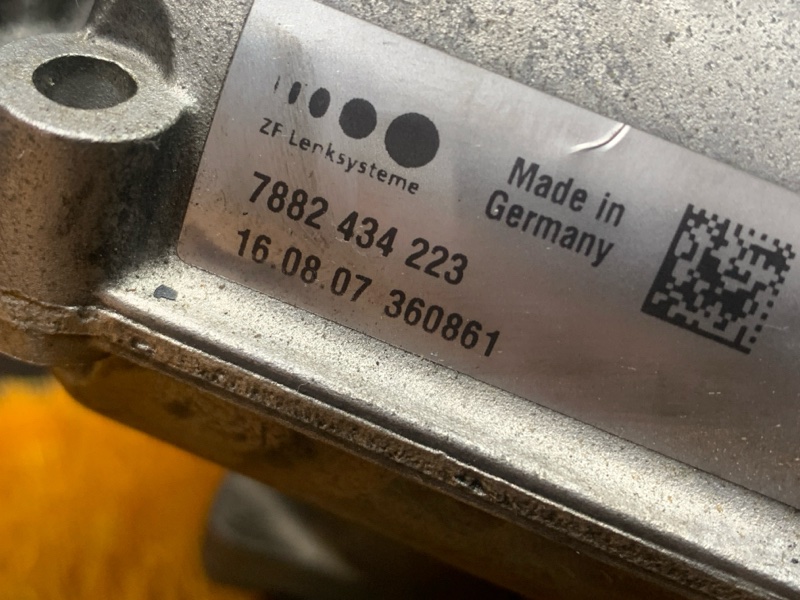 ZF Lenksysteme
7882 434 223
16.08.07 360861
Made in
Germany